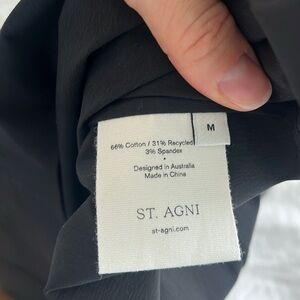 M
66% Cotton / 31% Recycled
3% Spandex
Designed in Australia
Made in China
ST. AGNI
st-agni.com